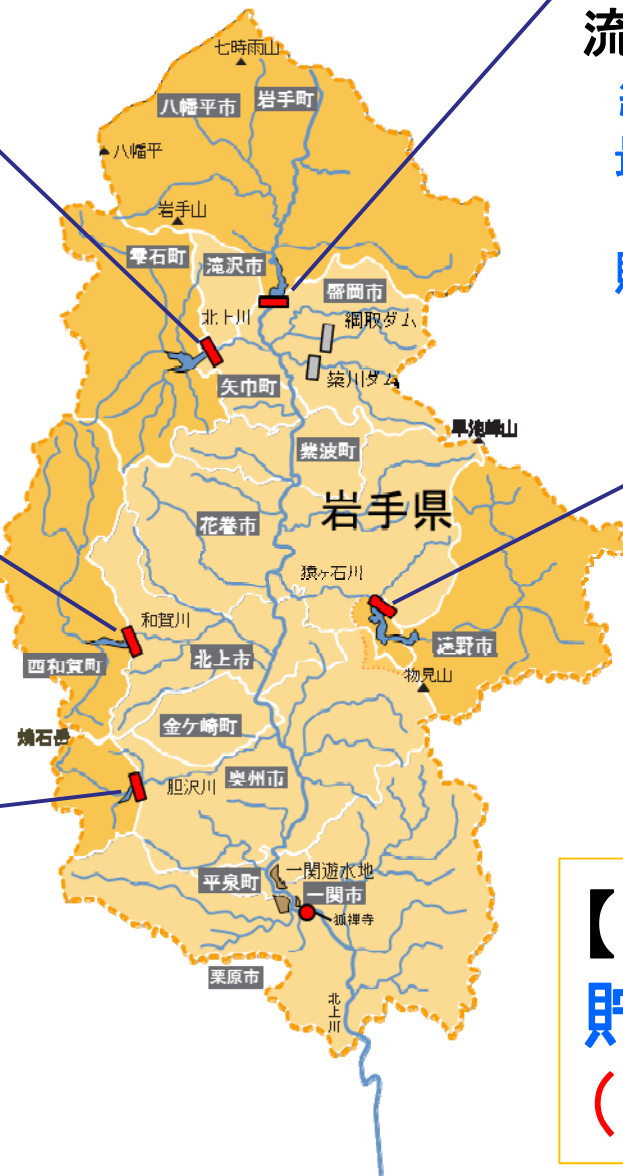 七時雨山
八幡平市
岩手町
八幡平
岩手山
雫石町
滝沢市
盛岡市
北上川
綱取ダム
簗川ダム
矢巾町
早池峰山
紫波町
花巻市
岩手県
猿ヶ石川
和賀川
遠野市
北上市
西和賀町
物見山
金ケ崎町
焼石岳
胆沢川
奥州市
一関遊水地
平泉町
一関市
狐禅寺
栗原市
北上川
流
【
貯
（